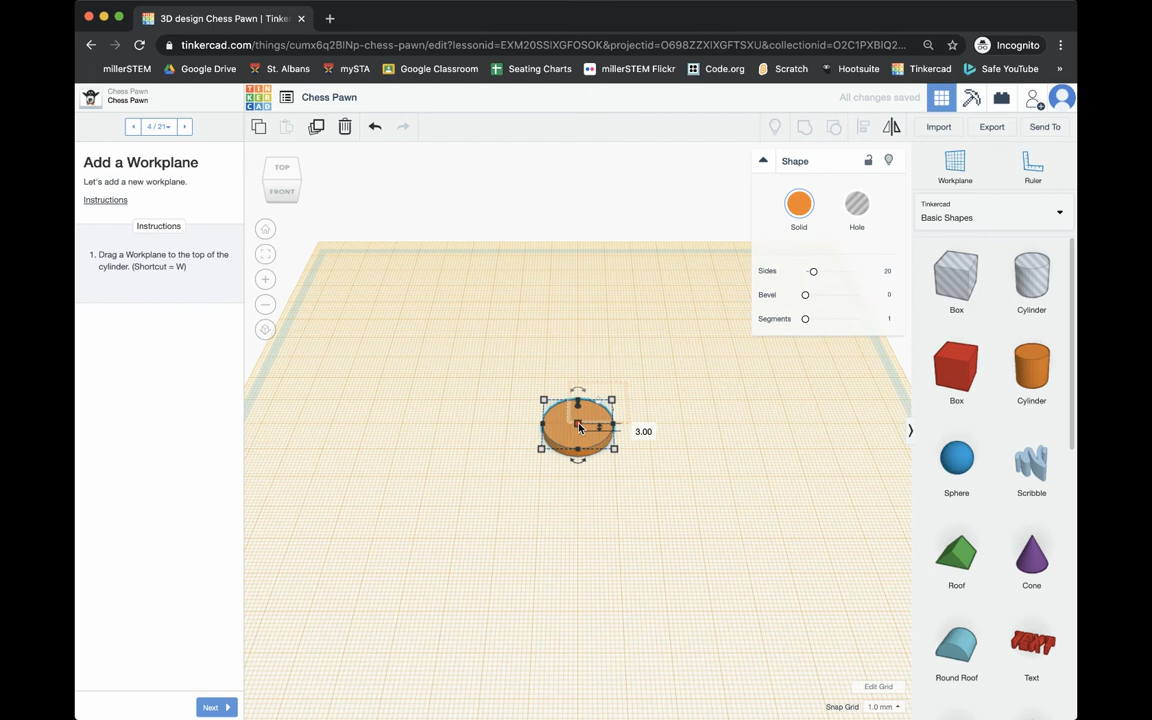 3D design Chess Pawn | Tinker
tinkercad.com/things/cumx6q2BlNp-chess-pawn/edit?lessonid=EXM20SSIXGFOSOK&projectid=O698ZZXIXGFTSXU&collectionid=O2C1PXBIQ2...
Incognito
millerSTEM
Google Drive
St. Albans
mySTA
Google Classroom
Seating Charts
millerSTEM Flickr
Code.org
Scratch
Hootsuite
Tinkercad
Safe YouTube
»
Chess Pawn
Chess Pawn
TIN
KER
CAD
Chess Pawn
All changes saved
4 / 21
Import
Export
Send To
Add a Workplane
Let's add a new workplane.
Instructions
Instructions
1. Drag a Workplane to the top of the
cylinder. (Shortcut = W)
Next
TOP
FRONT
3.00
Shape
Solid
Hole
Sides
20
Bevel
0
Segments
1
Workplane
Ruler
Tinkercad
Basic Shapes
Box
Cylinder
Box
Cylinder
Sphere
Scribble
Roof
Cone
TEXT
Round Roof
Text
Edit Grid
Snap Grid
1.0 mm